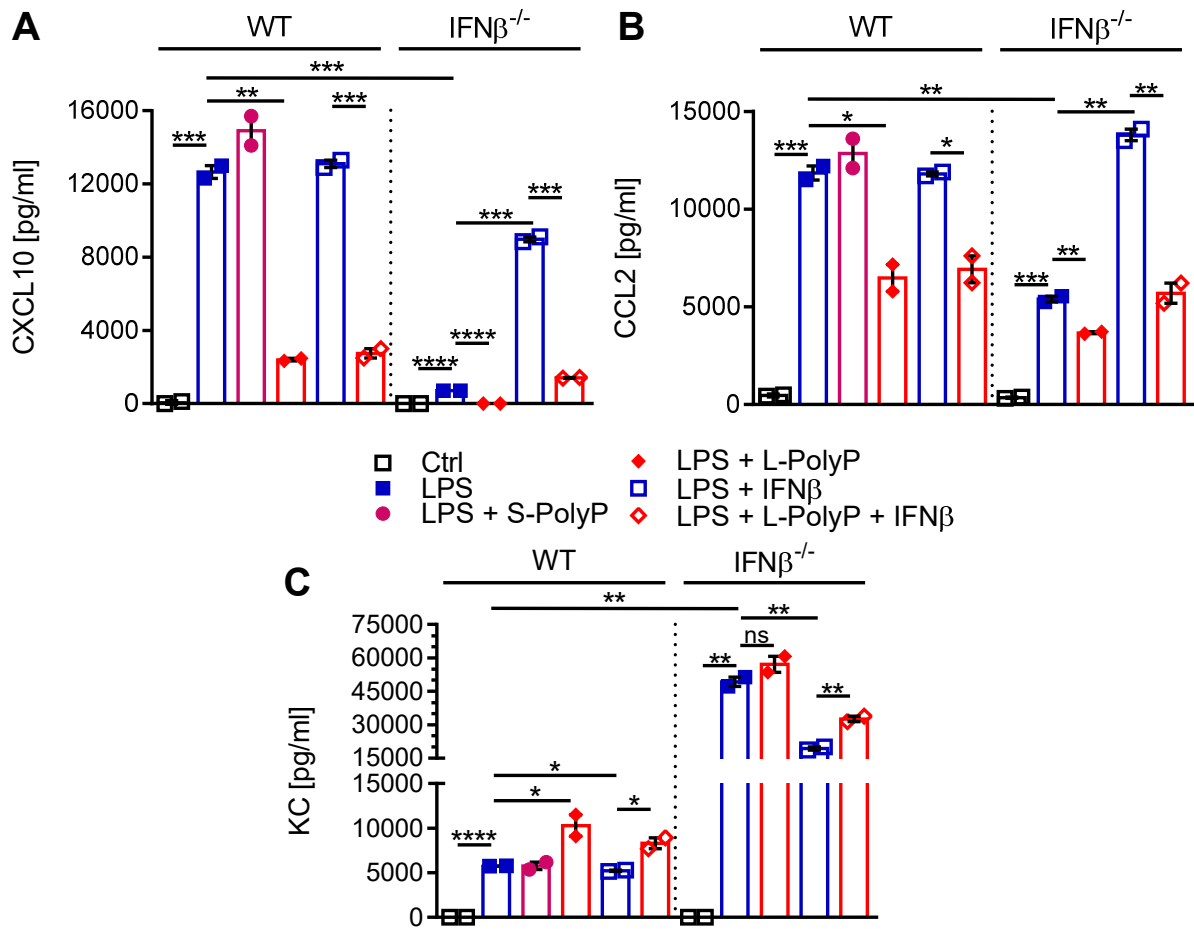 A
WT
IFNβ-/-
***
**
***
***
***
***
****
****
CXCL10 [pg/ml]
16000
12000
8000
4000
0
B
WT
IFNβ-/-
**
*
**
**
***
*
**
***
CCL2 [pg/ml]
15000
10000
5000
0
Ctrl
LPS
LPS + S-PolyP
LPS + L-PolyP
LPS + IFNβ
LPS + L-PolyP + IFNβ
C
WT
IFNβ-/-
**
**
ns
**
**
*
*
*
****
KC [pg/ml]
75000
60000
45000
30000
15000
15000
10000
5000
0